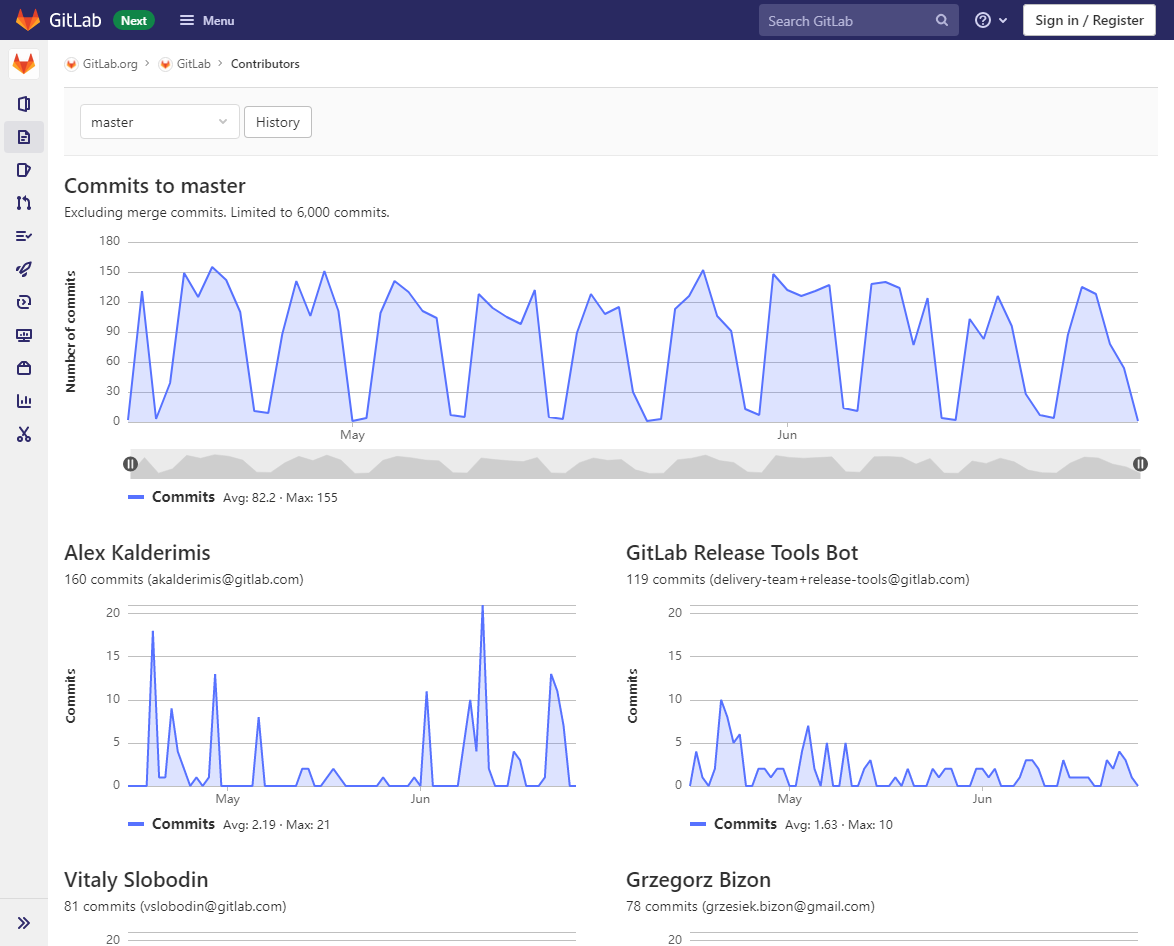 GitLab Next Menu Search GitLab Sign in / Register
GitLab.org GitLab Contributors
master History
Commits to master
Excluding merge commits. Limited to 6,000 commits.
Number of commits
180
150
120
90
60
30
0
May Jun
Commits Avg: 82.2 · Max: 155
Alex Kalderimis
160 commits (akalderimis@gitlab.com)
Commits
20
15
10
5
0
May Jun
Commits Avg: 2.19 · Max: 21
GitLab Release Tools Bot
119 commits (delivery-team+release-tools@gitlab.com)
Commits
20
15
10
5
0
May Jun
Commits Avg: 1.63 · Max: 10
Vitaly Slobodin
81 commits (vslobodin@gitlab.com)
20
Grzegorz Bizon
78 commits (grzesiek.bizon@gmail.com)
20